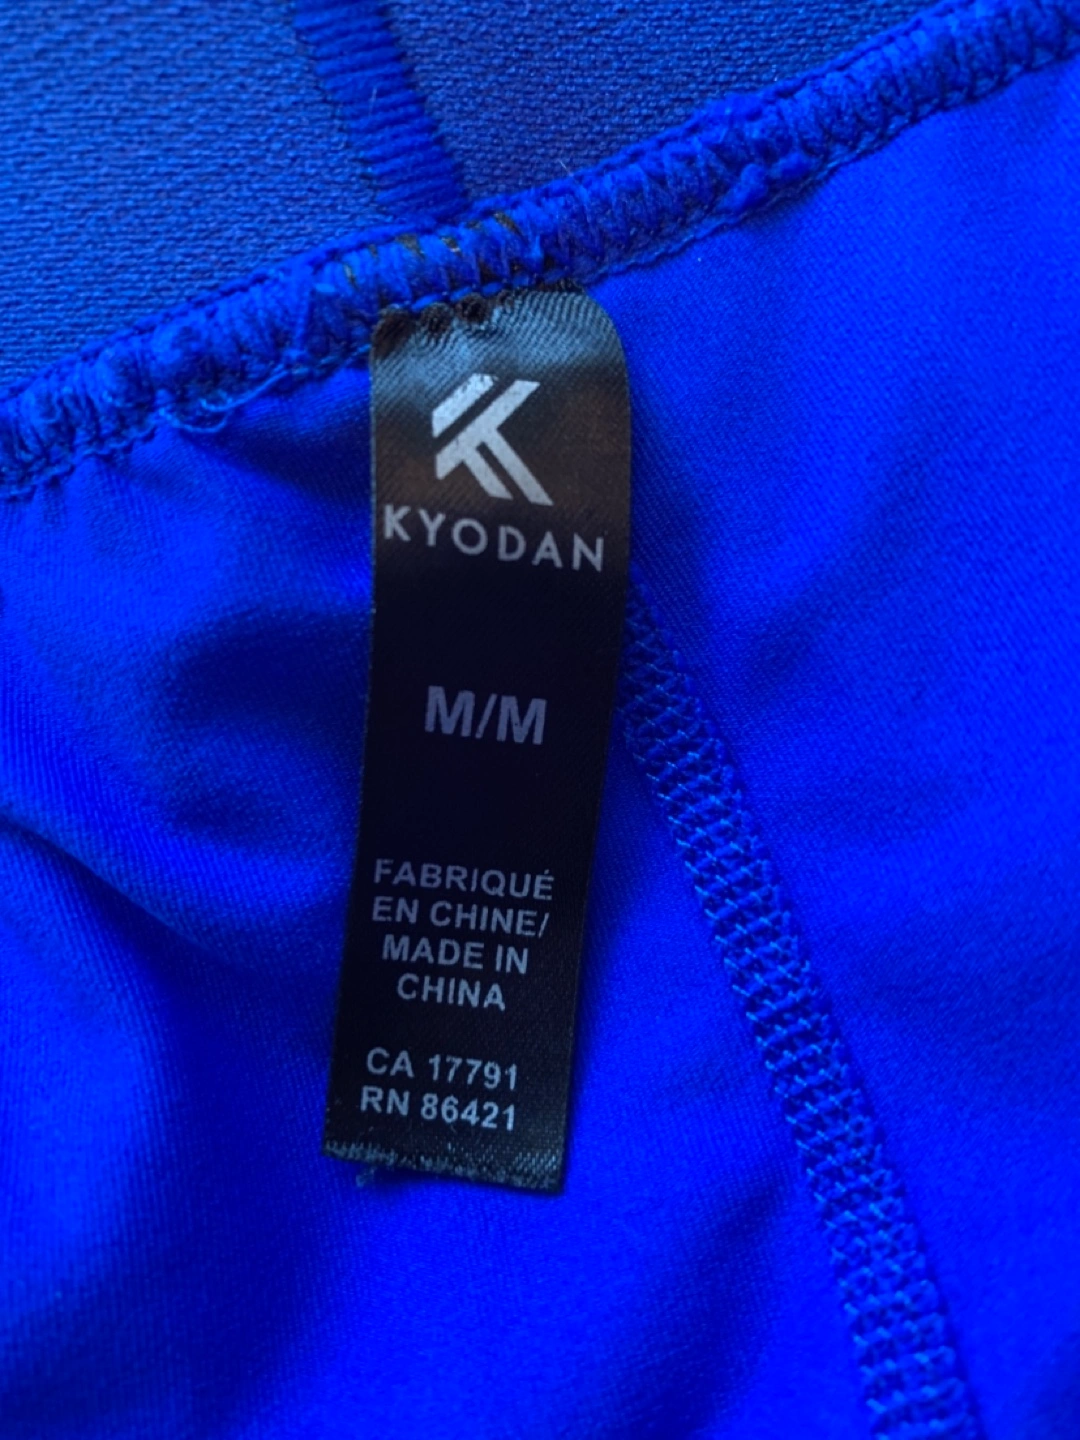 KYODAN
M/M
FABRIQUÉ
EN CHINE/
MADE IN
CHINA
CA 17791
RN 86421